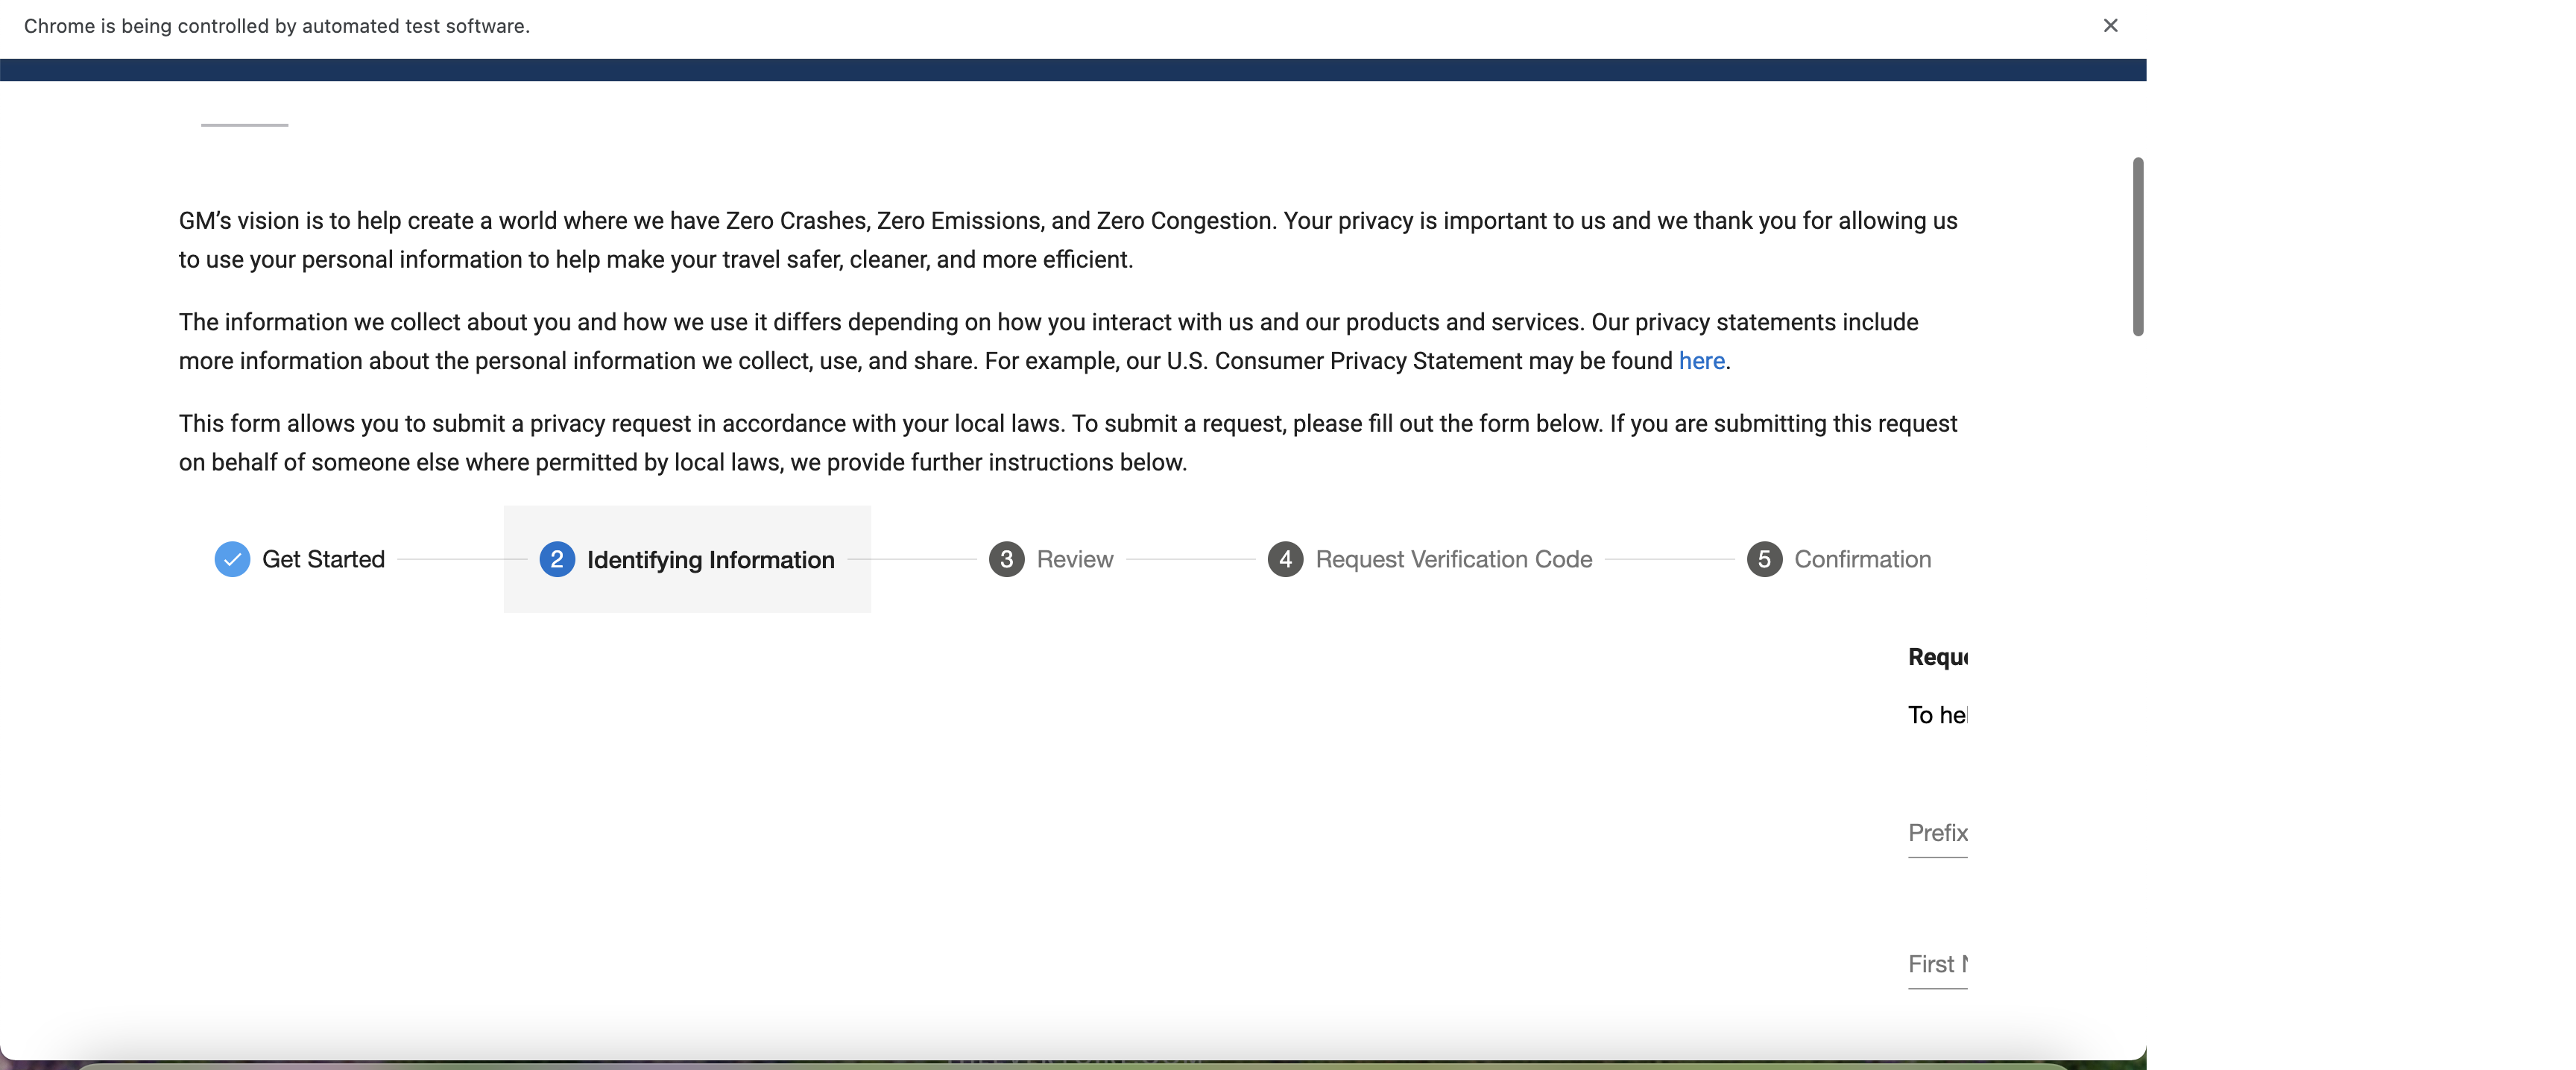 Chrome is being controlled by automated test software.
GM’s vision is to help create a world where we have Zero Crashes, Zero Emissions, and Zero Congestion. Your privacy is important to us and we thank you for allowing us
to use your personal information to help make your travel safer, cleaner, and more efficient.
The information we collect about you and how we use it differs depending on how you interact with us and our products and services. Our privacy statements include
more information about the personal information we collect, use, and share. For example, our U.S. Consumer Privacy Statement may be found here.
This form allows you to submit a privacy request in accordance with your local laws. To submit a request, please fill out the form below. If you are submitting this request
on behalf of someone else where permitted by local laws, we provide further instructions below.
Get Started 2 Identifying Information 3 Review 4 Request Verification Code 5 Confirmation
To
Prefix
First